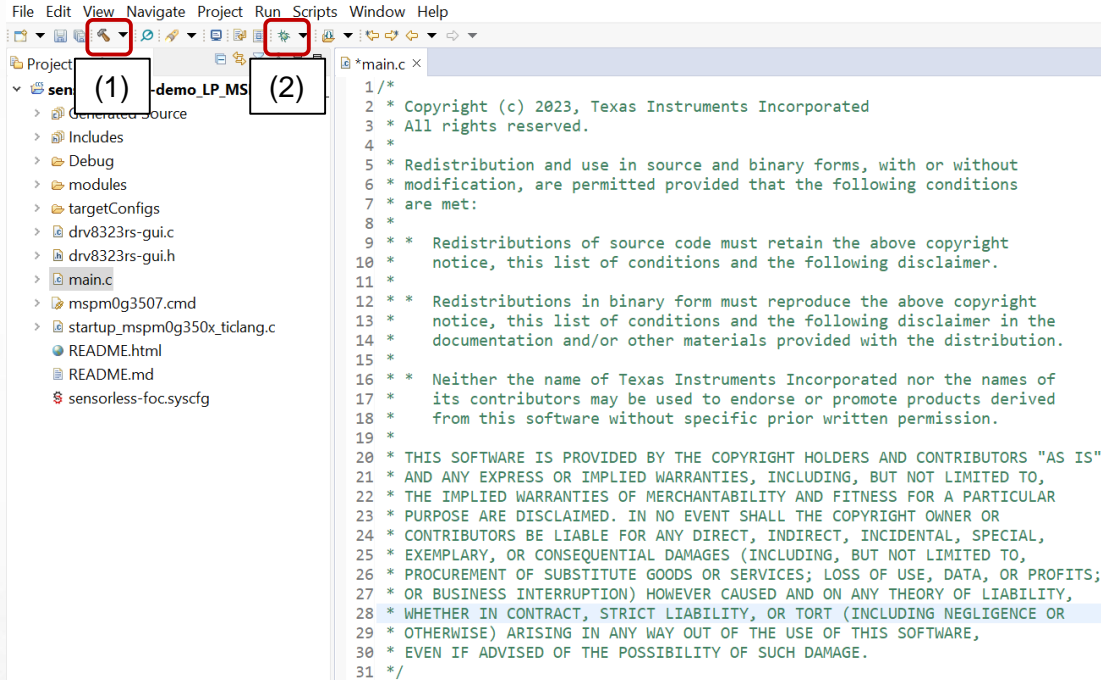 File Edit View Navigate Project Run Scripts Window Help
Project
(1)
(2)
*main.c
-demo_LP_MS
Source
Includes
Debug
modules
targetConfigs
drv8323rs-gui.c
drv8323rs-gui.h
main.c
mspm0g3507.cmd
startup_mspm0g350x_ticlang.c
README.html
README.md
sensorless-foc.syscfg
1 /*
2 * Copyright (c) 2023, Texas Instruments Incorporated
3 * All rights reserved.
4 *
5 * Redistribution and use in source and binary forms, with or without
6 * modification, are permitted provided that the following conditions
7 * are met:
8 *
9 * * Redistributions of source code must retain the above copyright
10 * notice, this list of conditions and the following disclaimer.
11 *
12 * * Redistributions in binary form must reproduce the above copyright
13 * notice, this list of conditions and the following disclaimer in the
14 * documentation and/or other materials provided with the distribution.
15 *
16 * * Neither the name of Texas Instruments Incorporated nor the names of
17 * its contributors may be used to endorse or promote products derived
18 * from this software without specific prior written permission.
19 *
20 * THIS SOFTWARE IS PROVIDED BY THE COPYRIGHT HOLDERS AND CONTRIBUTORS "AS IS"
21 * AND ANY EXPRESS OR IMPLIED WARRANTIES, INCLUDING, BUT NOT LIMITED TO,
22 * THE IMPLIED WARRANTIES OF MERCHANTABILITY AND FITNESS FOR A PARTICULAR
23 * PURPOSE ARE DISCLAIMED. IN NO EVENT SHALL THE COPYRIGHT OWNER OR
24 * CONTRIBUTORS BE LIABLE FOR ANY DIRECT, INDIRECT, INCIDENTAL, SPECIAL,
25 * EXEMPLARY, OR CONSEQUENTIAL DAMAGES (INCLUDING, BUT NOT LIMITED TO,
26 * PROCUREMENT OF SUBSTITUTE GOODS OR SERVICES; LOSS OF USE, DATA, OR PROFITS;
27 * OR BUSINESS INTERRUPTION) HOWEVER CAUSED AND ON ANY THEORY OF LIABILITY,
28 * WHETHER IN CONTRACT, STRICT LIABILITY, OR TORT (INCLUDING NEGLIGENCE OR
29 * OTHERWISE) ARISING IN ANY WAY OUT OF THE USE OF THIS SOFTWARE,
30 * EVEN IF ADVISED OF THE POSSIBILITY OF SUCH DAMAGE.
31 */